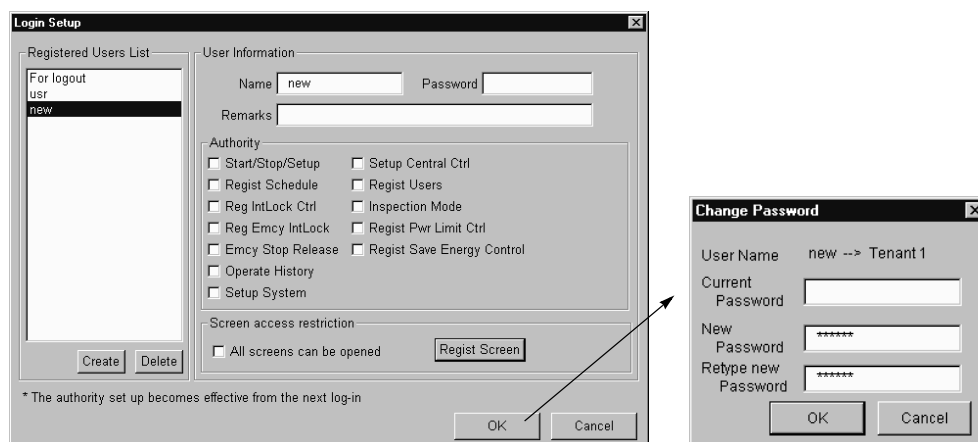 Login Setup
Registered Users List
For logout
usr
new
Create
Delete
User Information
Name new
Password
Remarks
Authority
Start/Stop/Setup
Setup Central Ctrl
Regist Schedule
Regist Users
Reg IntLock Ctrl
Inspection Mode
Reg Emcy IntLock
Regist Pwr Limit Ctrl
Emcy Stop Release
Regist Save Energy Control
Operate History
Setup System
Screen access restriction
All screens can be opened
Regist Screen
* The authority set up becomes effective from the next log-in
OK
Cancel
Change Password
User Name new --> Tenant 1
Current
Password
New
Password ******
Retype new
Password ******
OK
Cancel